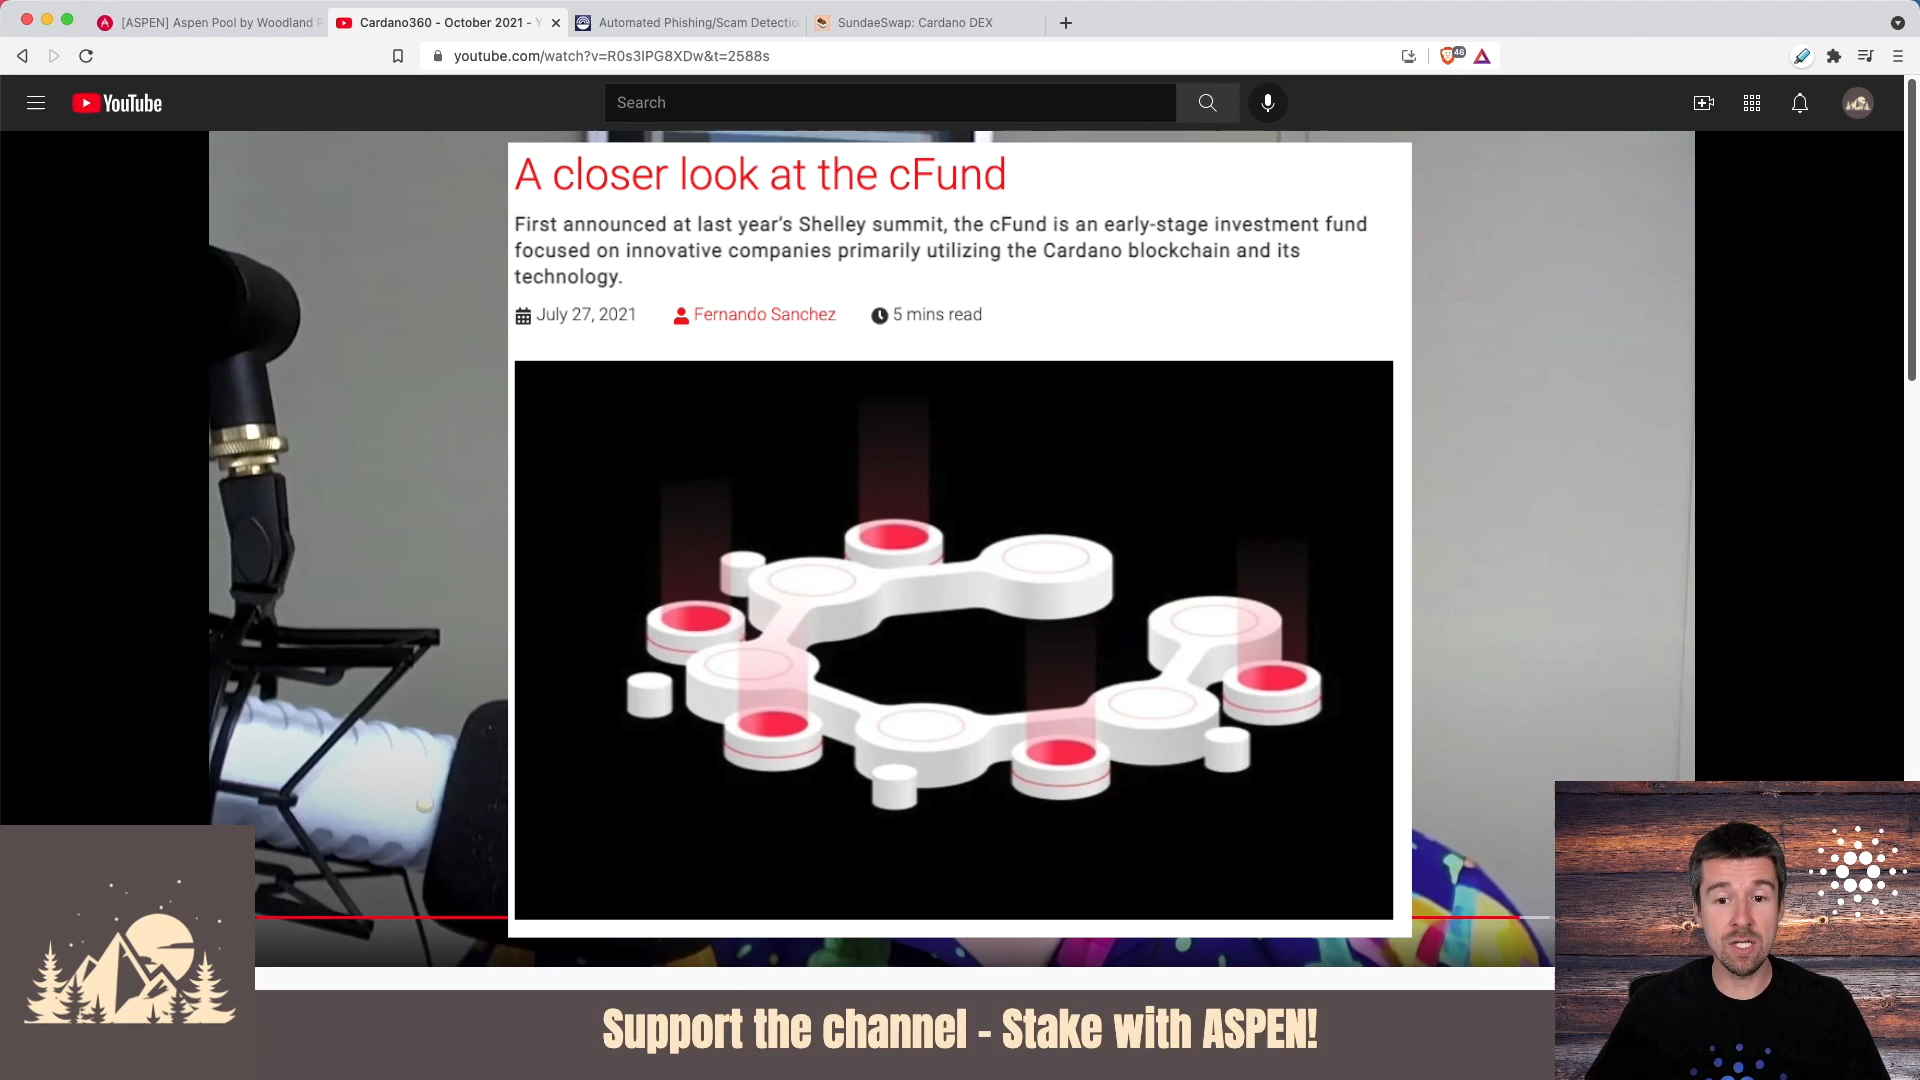 [ASPEN] Aspen Pool by Woodland P
Cardano360 - October 2021 - Y
Automated Phishing/Scam Detectio
SundaeSwap: Cardano DEX
youtube.com/watch?v=R0s3lPG8XDw&t=2588s
46
YouTube
Search
A closer look at the cFund
First announced at last year's Shelley summit, the cFund is an early-stage investment fund
focused on innovative companies primarily utilizing the Cardano blockchain and its
technology.
July 27, 2021
Fernando Sanchez
5 mins read
Support the channel - Stake with ASPEN!